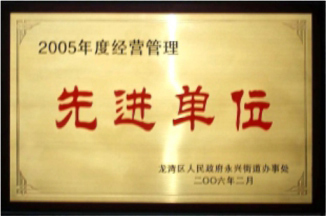 2005年度经营管理
先进单位
龙湾区人民政府永兴街道办事处
二〇〇六年二月